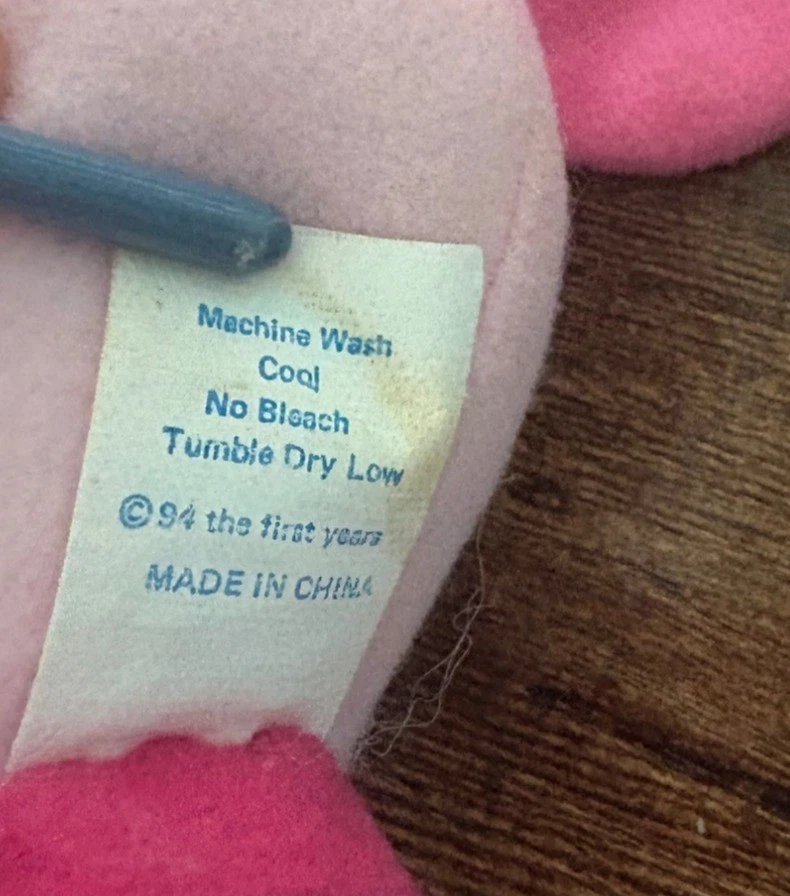 Machine Wash
Cool
No Bleach
Tumble Dry Low
©94 the first years
MADE IN CHINA